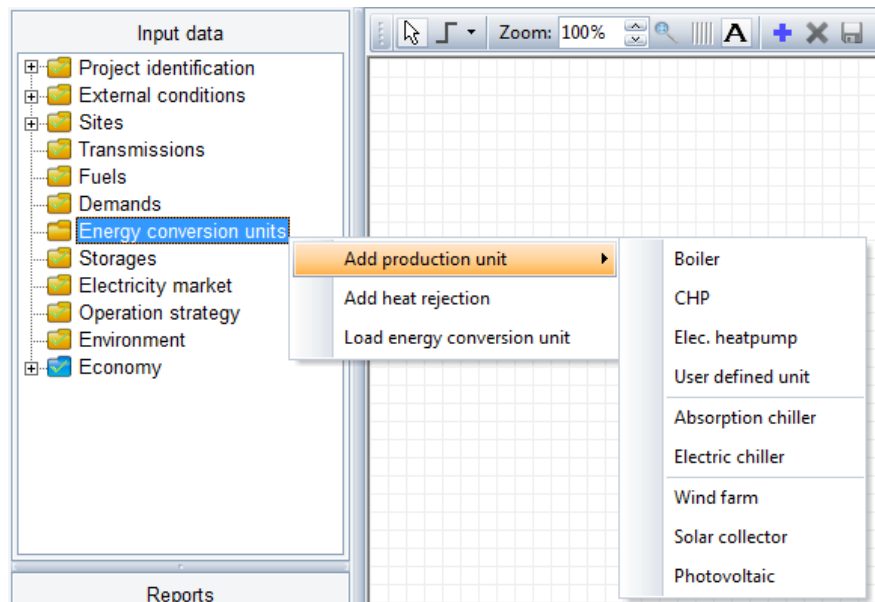 Input data
Project identification
External conditions
Sites
Transmissions
Fuels
Demands
Energy conversion units
Storages
Electricity market
Operation strategy
Environment
Economy
Reports
Zoom: 100%
A
Add production unit
Add heat rejection
Load energy conversion unit
Boiler
CHP
Elec. heatpump
User defined unit
Absorption chiller
Electric chiller
Wind farm
Solar collector
Photovoltaic